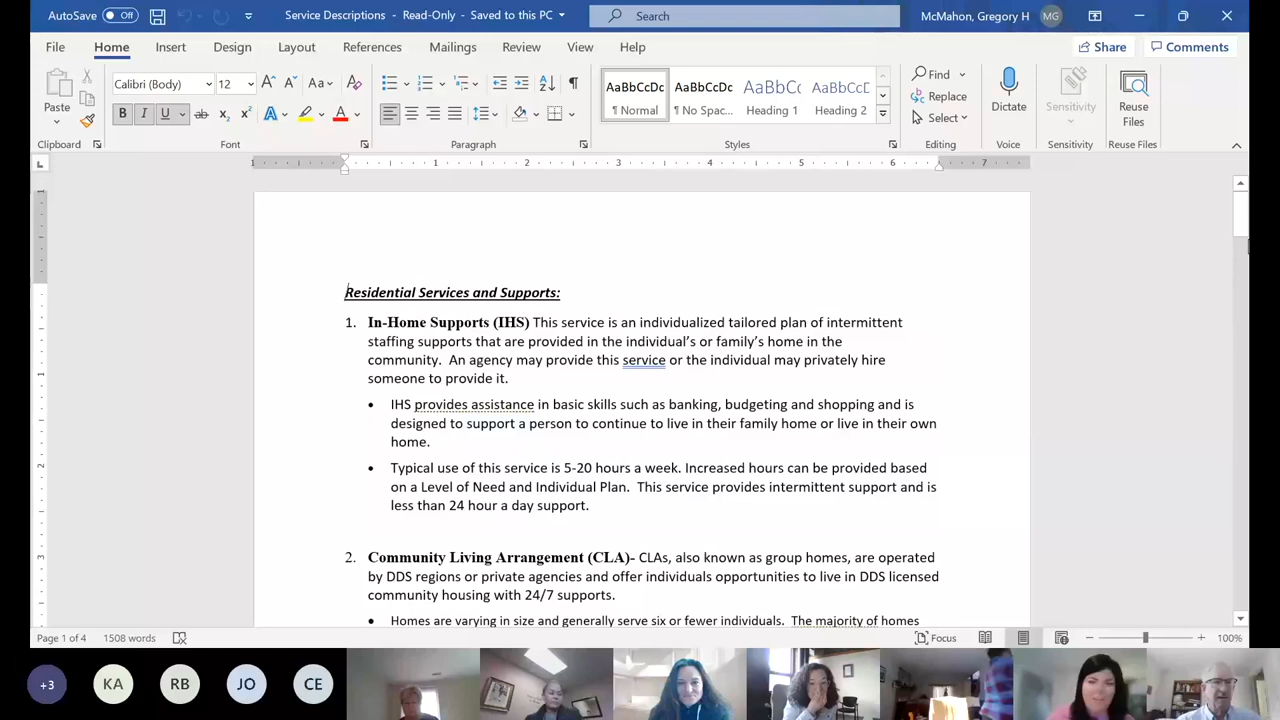 AutoSave Off
Service Descriptions - Read-Only - Saved to this PC
Search
McMahon, Gregory H MG
File Home Insert Design Layout References Mailings Review View Help
Share Comments
Paste
Clipboard
Calibri (Body) 12
Aa
B I U ab x₂ x² A A
Font
Paragraph
AaBbCcDc AaBbCcDc AaBbCc AaBbCcD
¶ Normal ¶ No Spac... Heading 1 Heading 2
Styles
Find
Replace
Select
Editing
Dictate
Voice
Sensitivity
Sensitivity
Reuse
Files
Reuse Files
1 1 2 3 4 5 6 7
Residential Services and Supports:
1. In-Home Supports (IHS) This service is an individualized tailored plan of intermittent
staffing supports that are provided in the individual's or family's home in the
community. An agency may provide this service or the individual may privately hire
someone to provide it.
• IHS provides assistance in basic skills such as banking, budgeting and shopping and is
designed to support a person to continue to live in their family home or live in their own
home.
• Typical use of this service is 5-20 hours a week. Increased hours can be provided based
on a Level of Need and Individual Plan. This service provides intermittent support and is
less than 24 hour a day support.
2. Community Living Arrangement (CLA)- CLAs, also known as group homes, are operated
by DDS regions or private agencies and offer individuals opportunities to live in DDS licensed
community housing with 24/7 supports.
• Homes are varying in size and generally serve six or fewer individuals. The majority of homes
Page 1 of 4 1508 words
Focus
100%
+3 KA RB JO CE